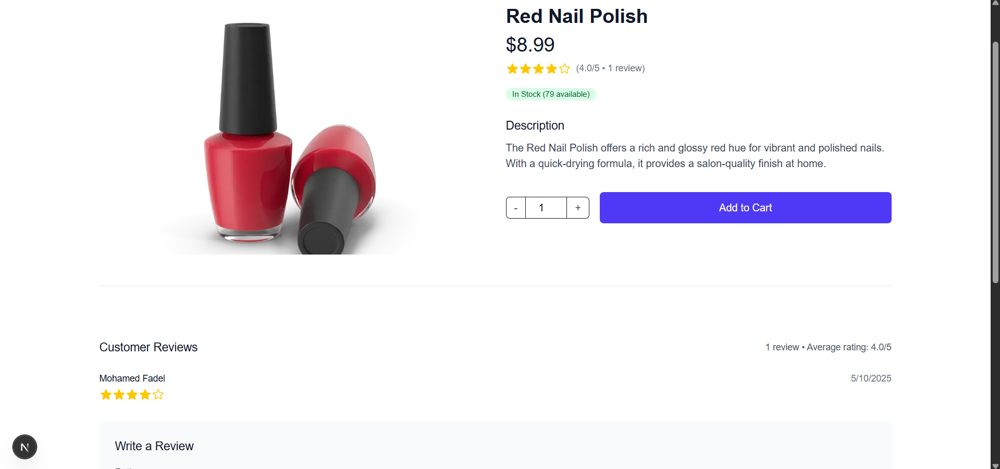 Red Nail Polish
$8.99
(4.0/5 • 1 review)
In Stock (79 available)
Description
The Red Nail Polish offers a rich and glossy red hue for vibrant and polished nails.
With a quick-drying formula, it provides a salon-quality finish at home.
- 1 +
Add to Cart
Customer Reviews
1 review • Average rating: 4.0/5
Mohamed Fadel
5/10/2025
Write a Review
N